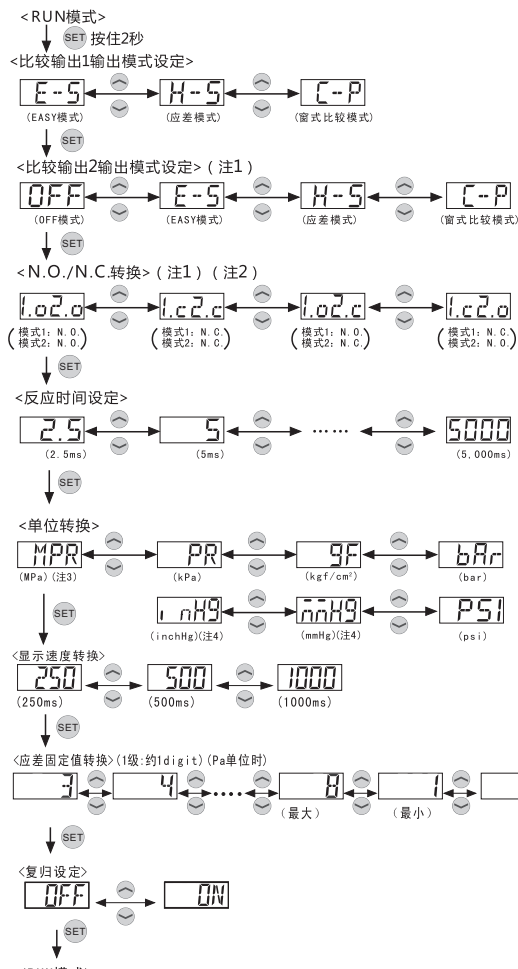 <RUN模式>
SET 按住2秒
<比较输出1输出模式设定>
E-S H-S C-P
(EASY模式) (应差模式) (窗式比较模式)
SET
<比较输出2输出模式设定>(注1)
OFF E-S H-S C-P
(OFF模式) (EASY模式) (应差模式) (窗式比较模式)
SET
<N.O./N.C.转换>(注1)(注2)
1.o2.o 1.c2.c 1.o2.c 1.c2.o
(模式1: N.O. (模式1: N.C. (模式1: N.C. (模式1: N.C.
模式2: N.O.) 模式2: N.C.) 模式2: N.O.) 模式2: N.O.)
SET
<反应时间设定>
2.5 5 …… 5000
(2.5ms) (5ms) (5,000ms)
SET
<单位转换>
MPA PA gF bAr
(MPa)(注3) (kPa) (kgf/cm²) (bar)
SET
inHg mmHg PSI
(inchHg)(注4) (mmHg)(注4) (psi)
<显示速度转换>
250 500 1000
(250ms) (500ms) (1000ms)
SET
<应差固定值转换>(1级:约1digit)(Pa单位时)
3 4 .... 8 1
(最大) (最小)
SET
<复归设定>
OFF ON
SET